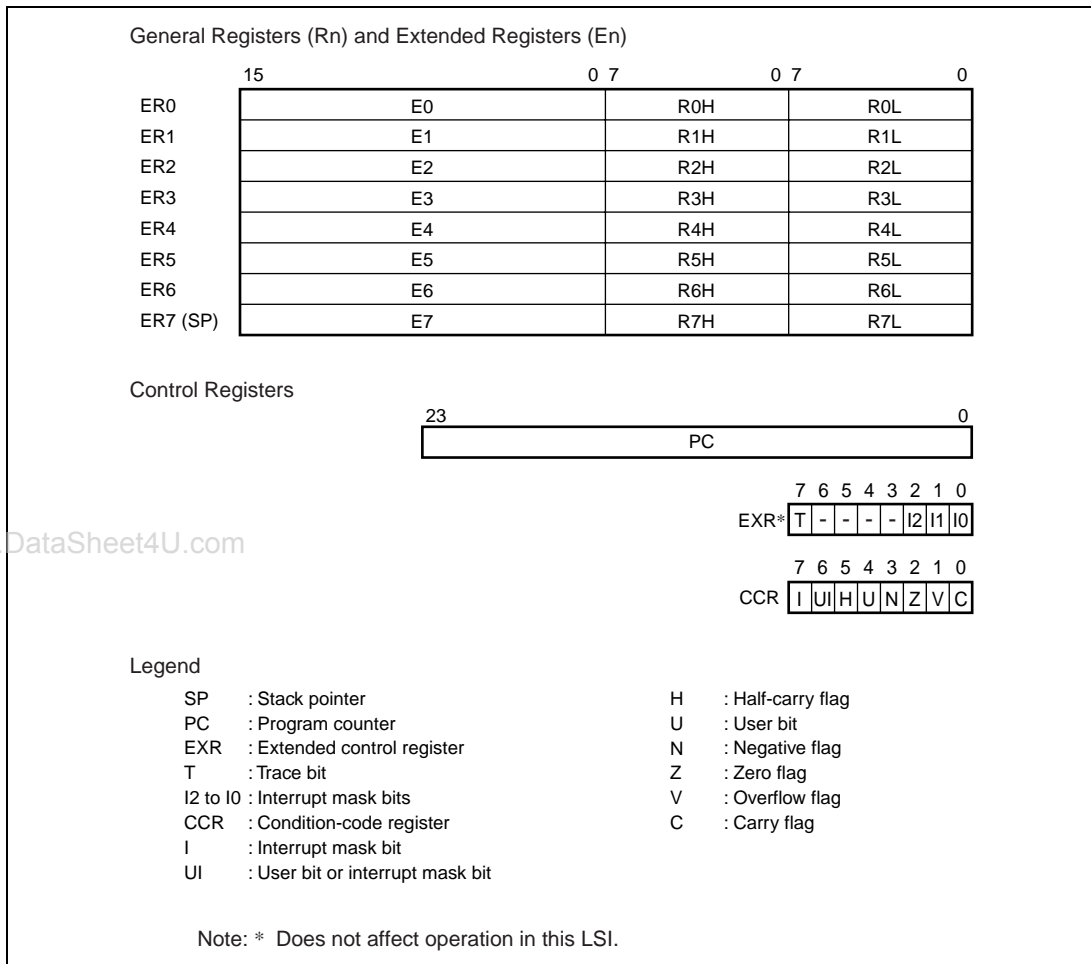 General Registers (Rn) and Extended Registers (En)
15 0 7 0 7 0
ER0 E0 R0H R0L
ER1 E1 R1H R1L
ER2 E2 R2H R2L
ER3 E3 R3H R3L
ER4 E4 R4H R4L
ER5 E5 R5H R5L
ER6 E6 R6H R6L
ER7 (SP) E7 R7H R7L
Control Registers
23 0
PC
7 6 5 4 3 2 1 0
EXR* T - - - - I2 I1 I0
.DataSheet4U.com
7 6 5 4 3 2 1 0
CCR I UI H U N Z V C
Legend
SP : Stack pointer
PC : Program counter
EXR : Extended control register
T : Trace bit
I2 to I0 : Interrupt mask bits
CCR : Condition-code register
I : Interrupt mask bit
UI : User bit or interrupt mask bit
H : Half-carry flag
U : User bit
N : Negative flag
Z : Zero flag
V : Overflow flag
C : Carry flag
Note: * Does not affect operation in this LSI.